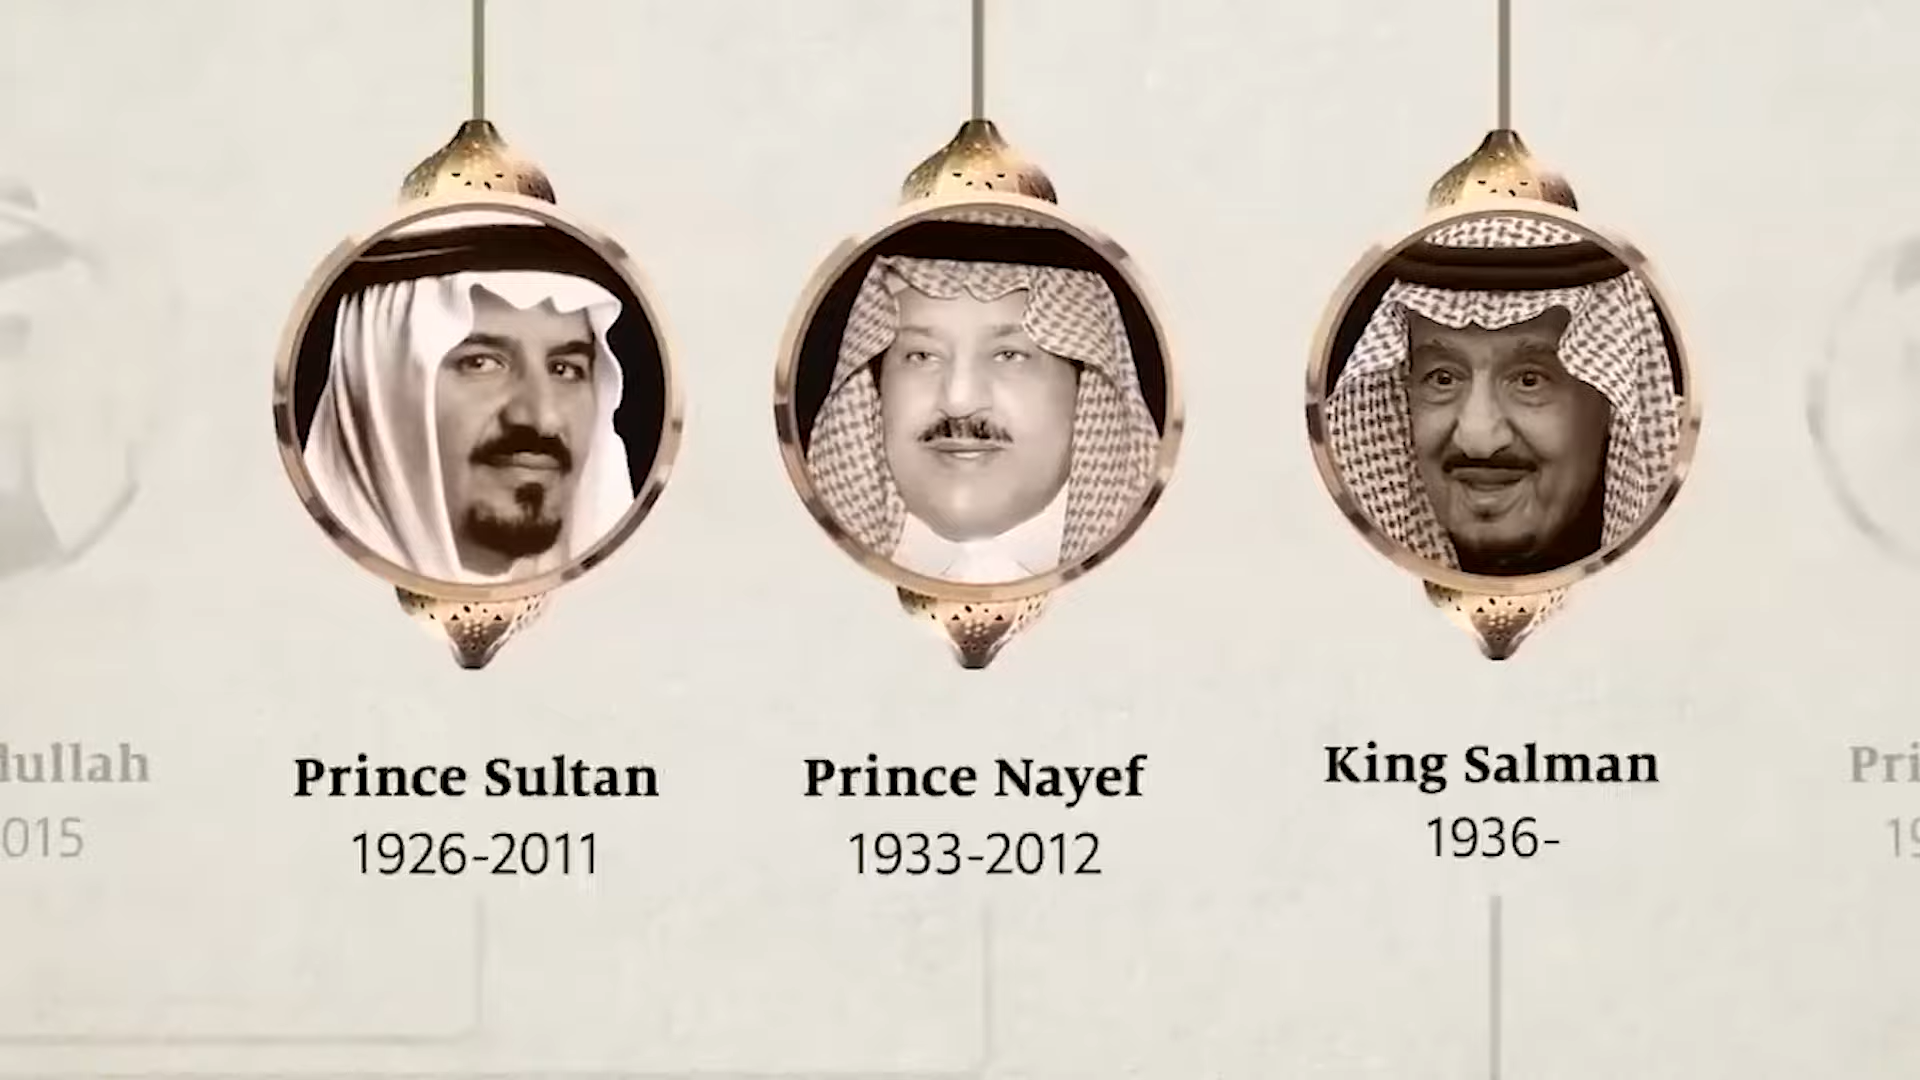 dullah
015
Prince Sultan
1926-2011
Prince Nayef
1933-2012
King Salman
1936-
Pri
19